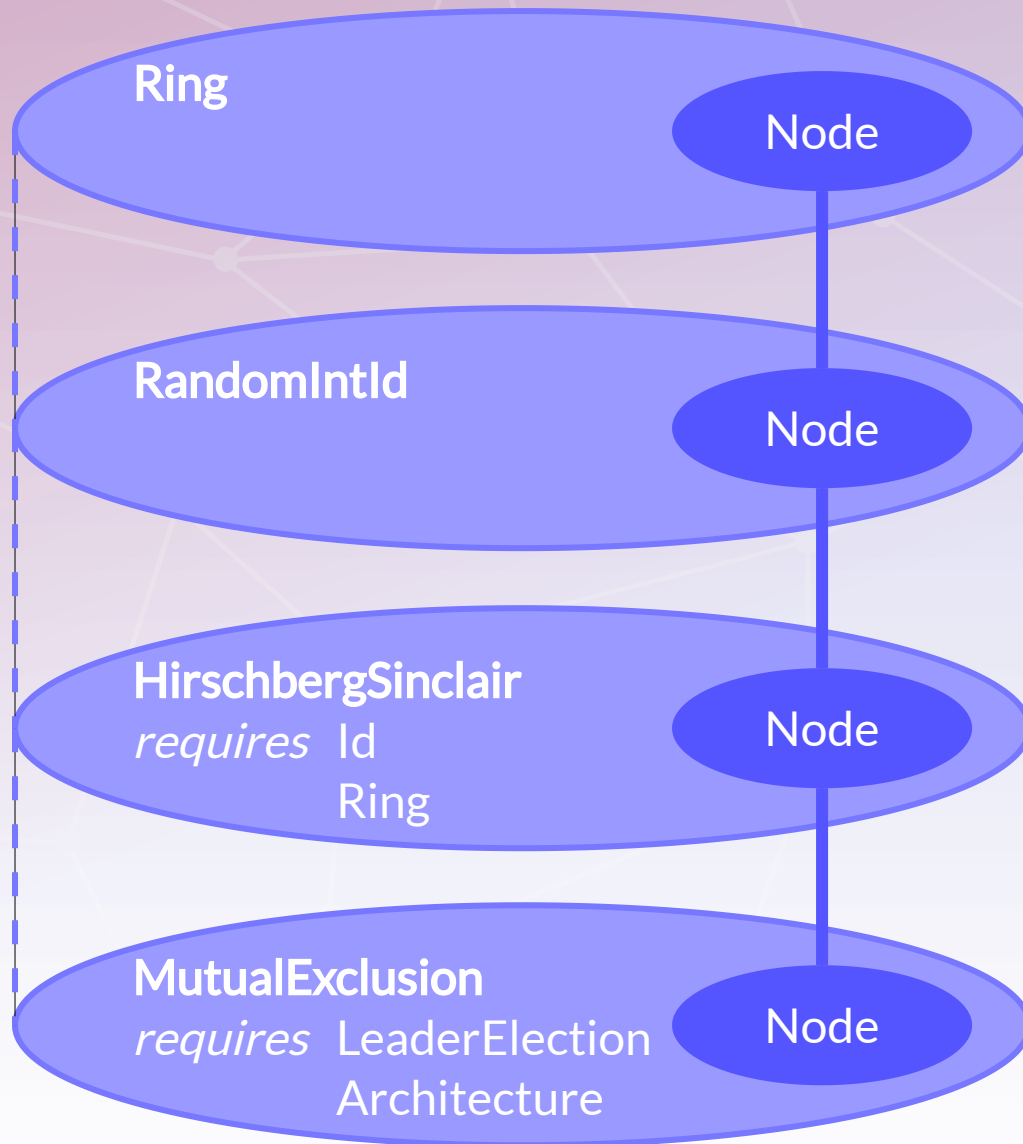 Ring
Node
RandomIntId
Node
HirschbergSinclair
requires Id
Ring
Node
MutualExclusion
requires LeaderElection
Architecture
Node